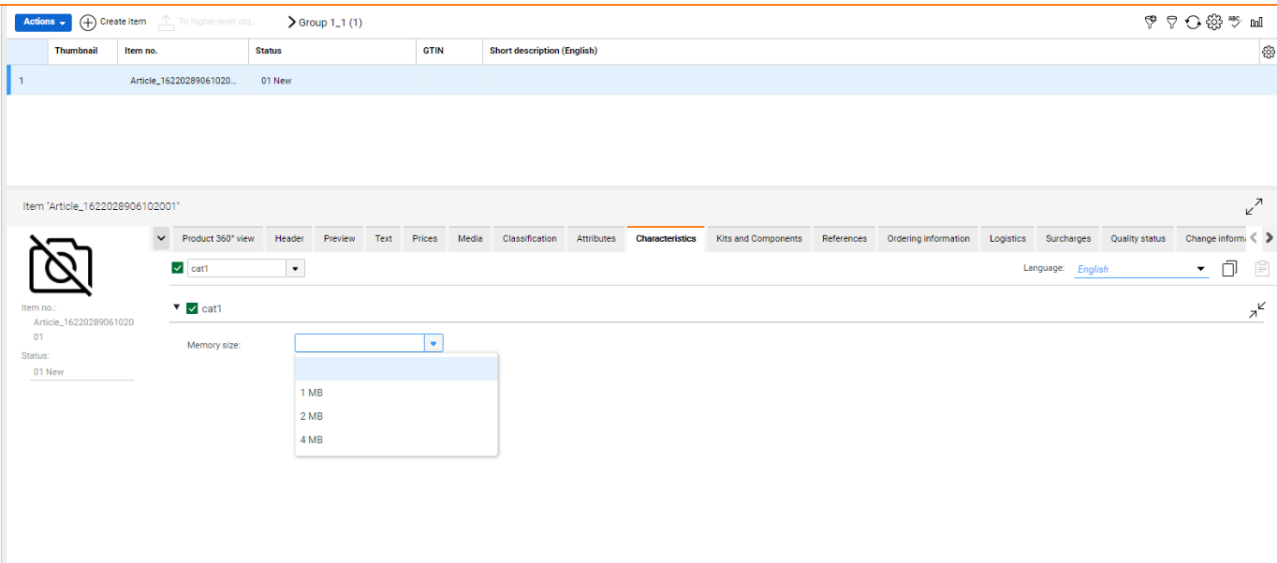 Actions Create item To higher-level obj... Group 1_1 (1)
Thumbnail Item no. Status GTIN Short description (English)
1 Article_16220289061020... 01 New
Item "Article_1622028906102001"
Product 360° view Header Preview Text Prices Media Classification Attributes Characteristics Kits and Components References Ordering information Logistics Surcharges Quality status Change inform
cat1 Language: English
Item no.:
Article_16220289061020
01
Status:
01 New
cat1
Memory size:
1 MB
2 MB
4 MB